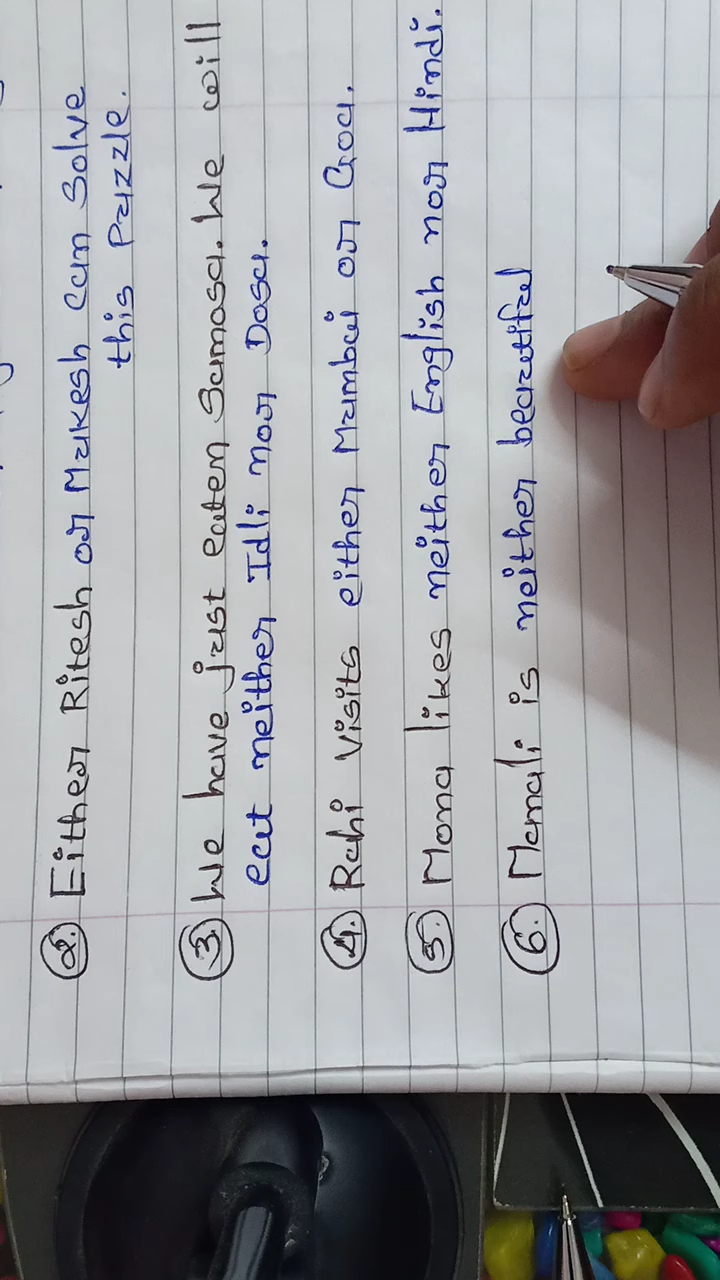 2. Either Ritesh or Mukesh can Solve
this Puzzle.
3. We have just eaten Samosa. We will
eat neither Idli nor Dosa.
4. Rahi visits either Mumbai or Goa.
5. Mona likes neither English nor Hindi.
6. Manali is neither beautiful